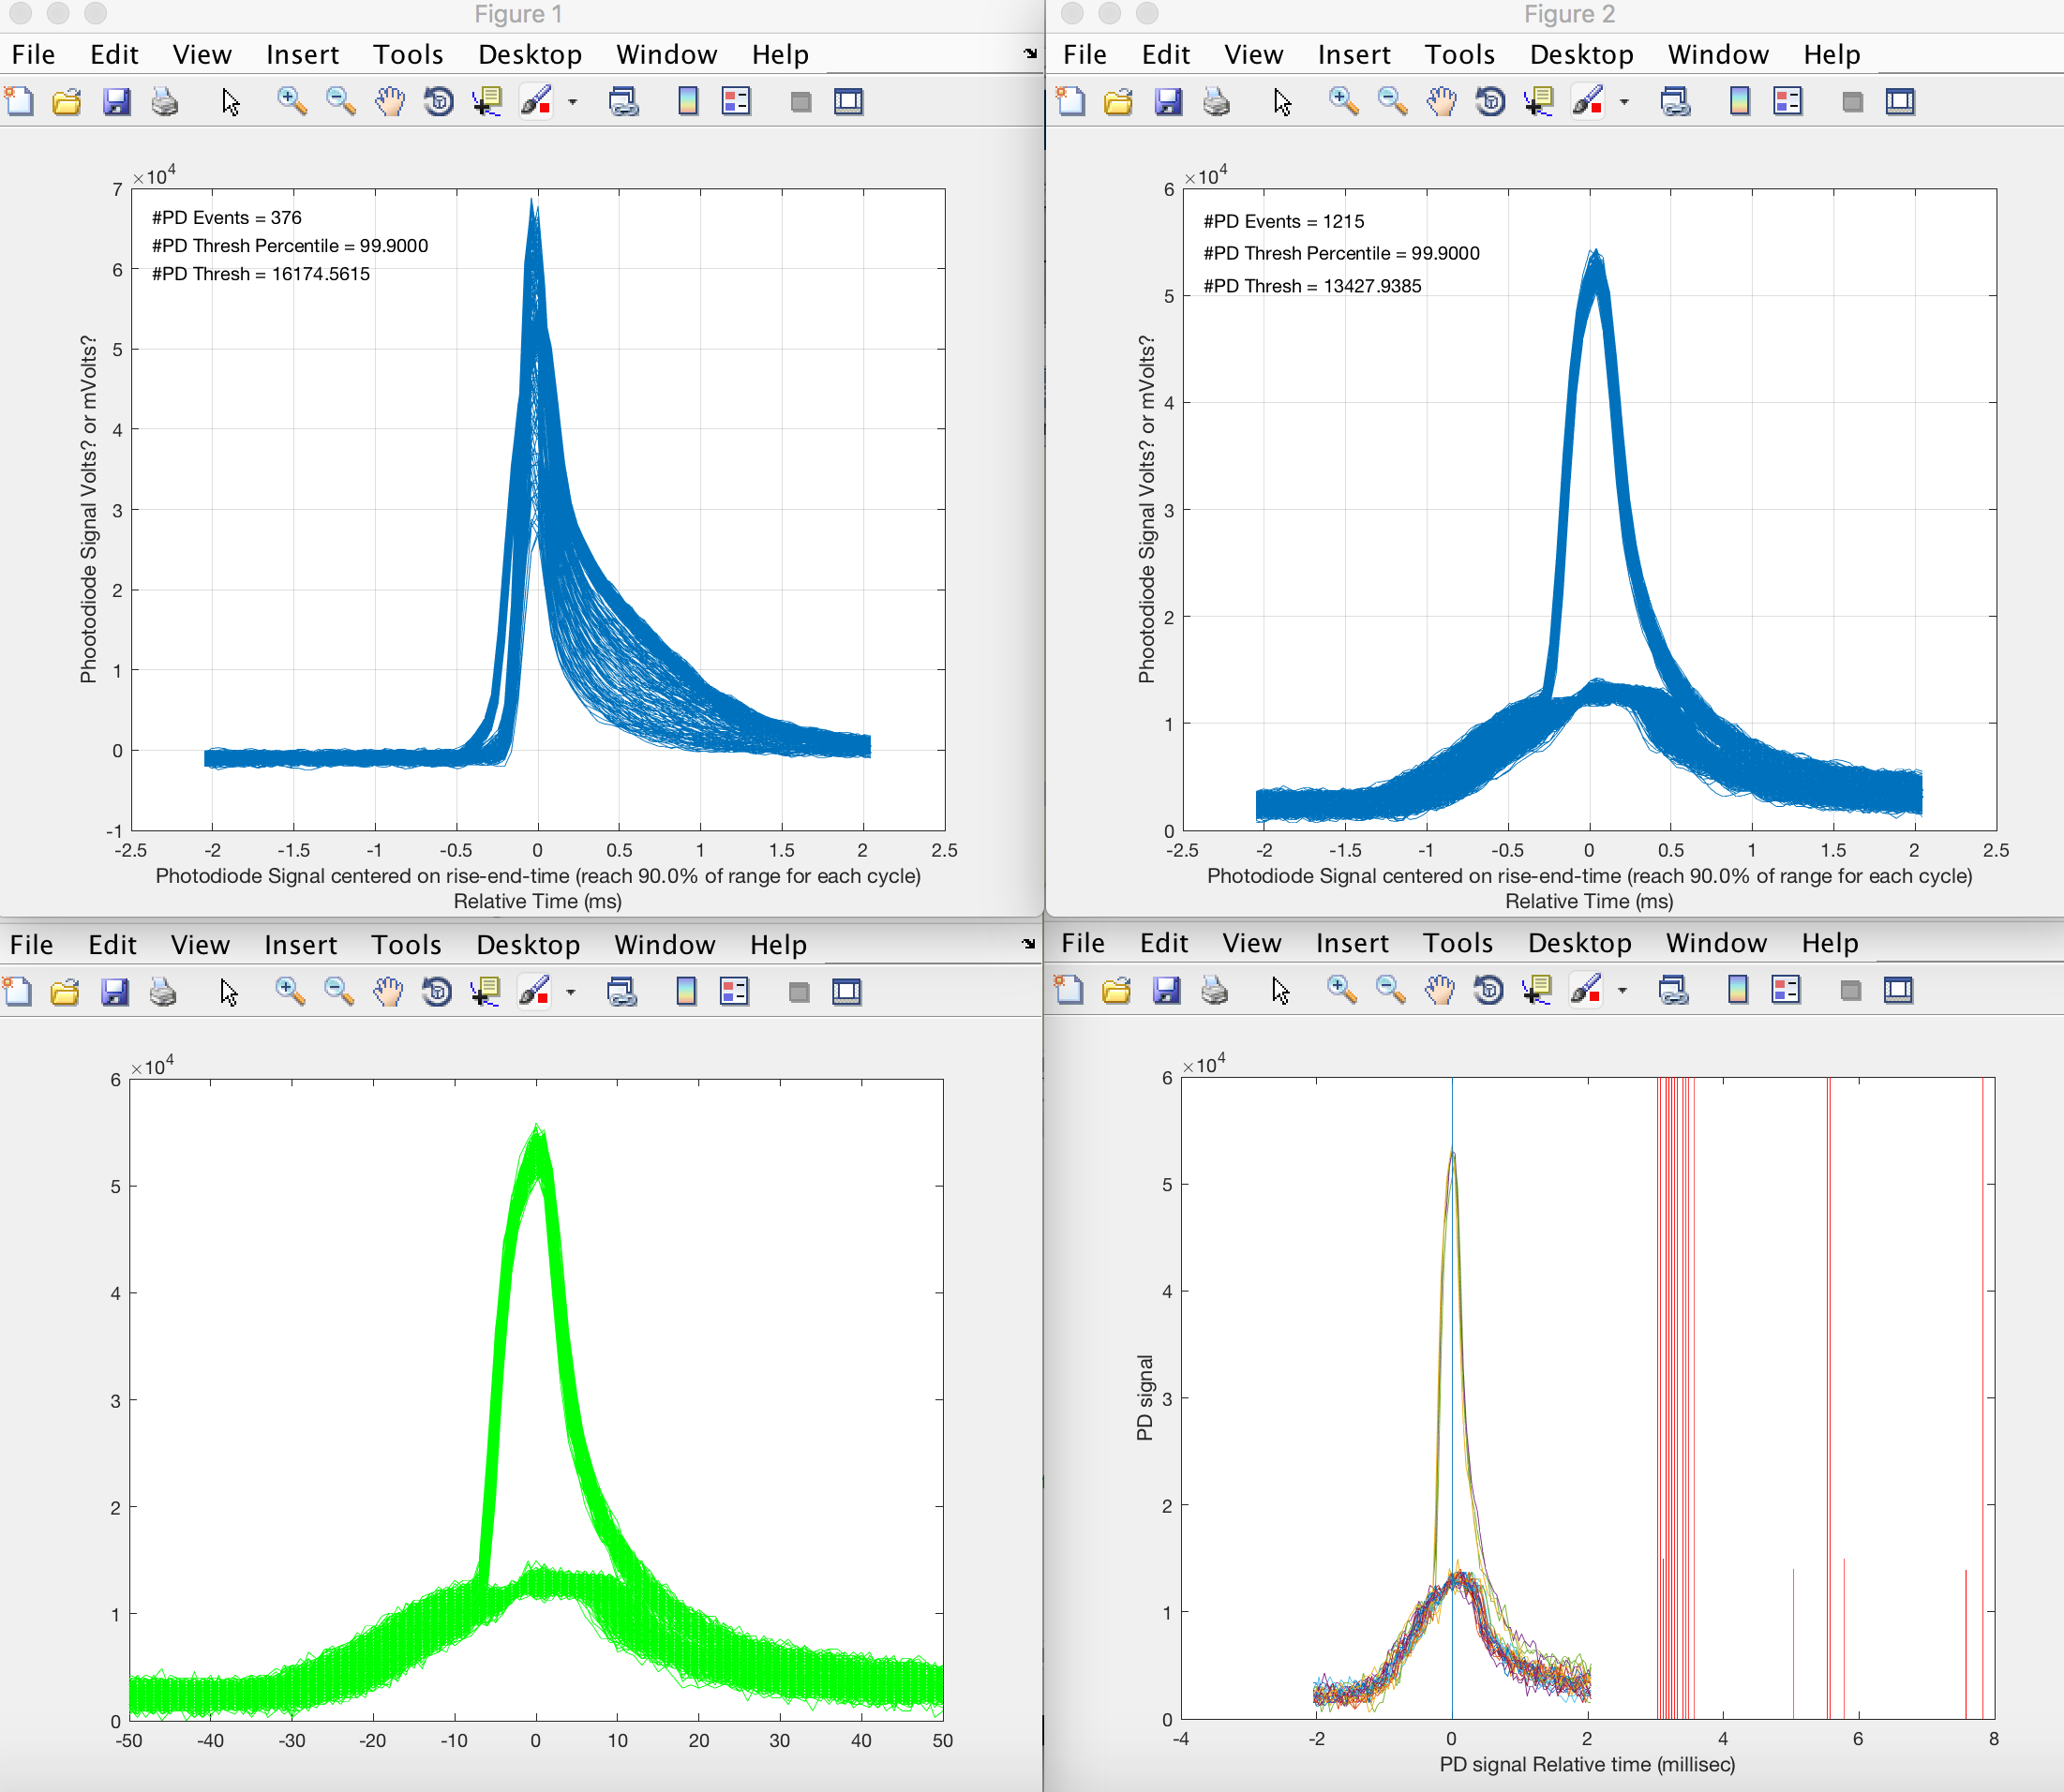 Figure 1
File Edit View Insert Tools Desktop Window Help
×10^4
7
6
5
4
3
2
1
0
-1
#PD Events = 376
#PD Thresh Percentile = 99.9000
#PD Thresh = 16174.5615
Phootodiode Signal Volts? or mVolts?
-2.5 -2 -1.5 -1 -0.5 0 0.5 1 1.5 2 2.5
Photodiode Signal centered on rise-end-time (reach 90.0% of range for each cycle)
Relative Time (ms)
Figure 2
File Edit View Insert Tools Desktop Window Help
×10^4
6
5
4
3
2
1
0
#PD Events = 1215
#PD Thresh Percentile = 99.9000
#PD Thresh = 13427.9385
Phootodiode Signal Volts? or mVolts?
-2.5 -2 -1.5 -1 -0.5 0 0.5 1 1.5 2 2.5
Photodiode Signal centered on rise-end-time (reach 90.0% of range for each cycle)
Relative Time (ms)
File Edit View Insert Tools Desktop Window Help
×10^4
6
5
4
3
2
1
0
-50 -40 -30 -20 -10 0 10 20 30 40 50
File Edit View Insert Tools Desktop Window Help
×10^4
6
5
4
3
2
1
0
PD signal
-4 -2 0 2 4 6 8
PD signal Relative time (millisec)